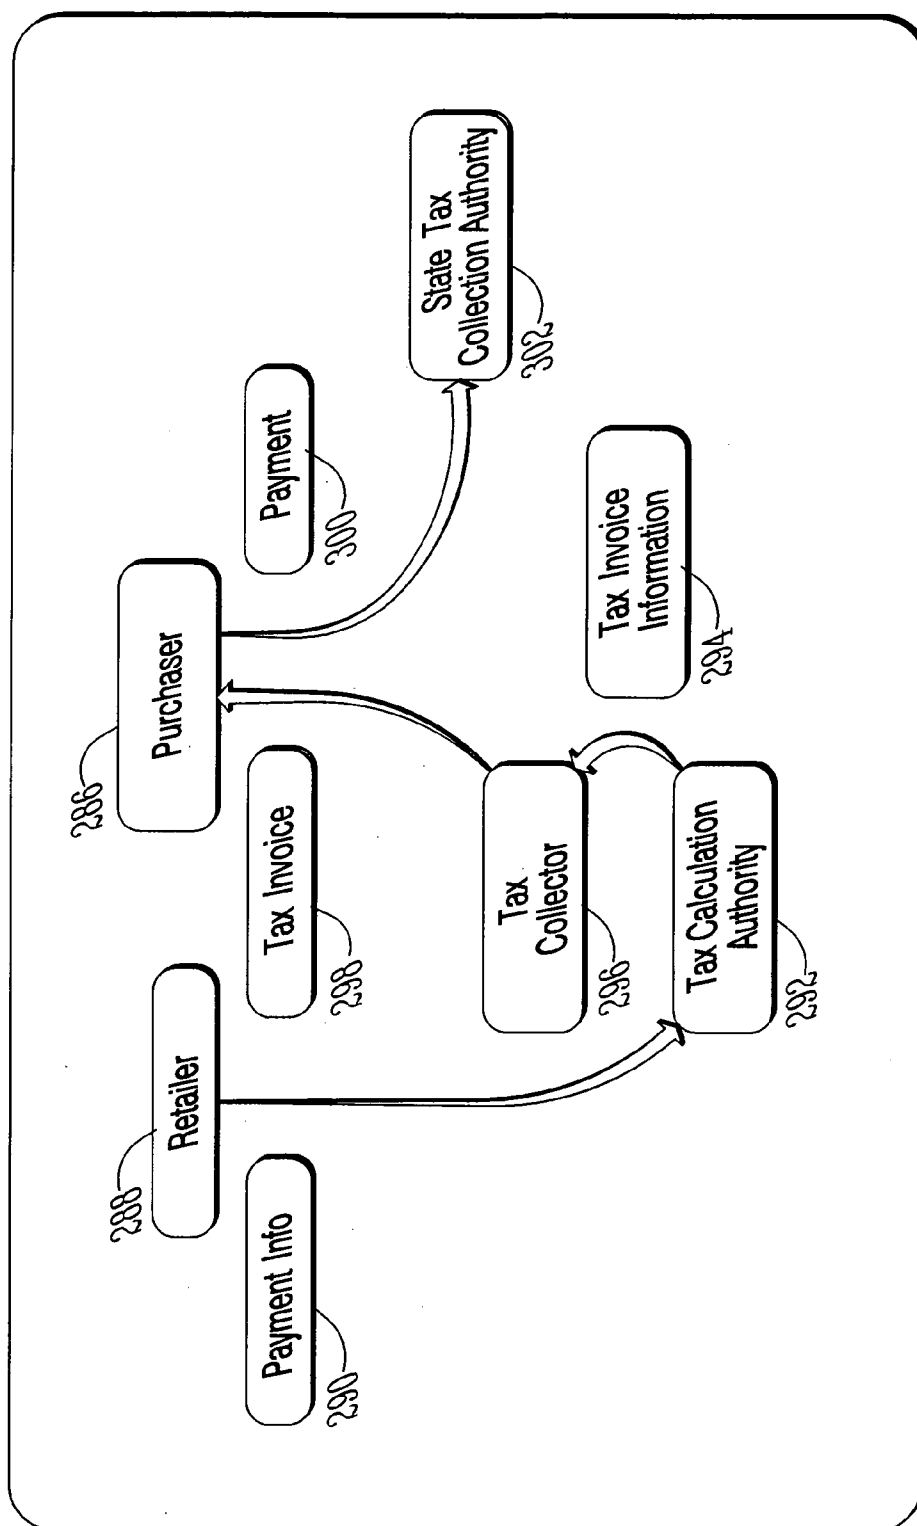 288
Retailer
286
Purchaser
Payment Info
290
Tax Invoice
298
Payment
300
State Tax
Collection Authority
302
Tax
Collector
296
Tax Invoice
Information
294
Tax Calculation
Authority
292